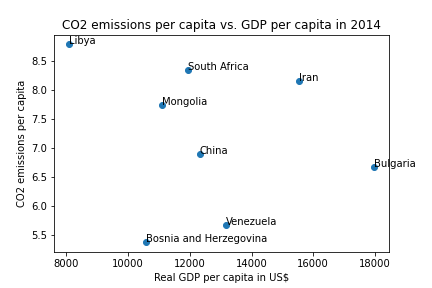 CO2 emissions per capita vs. GDP per capita in 2014
Libya
8.5
South Africa
Iran
8.0
Mongolia
7.5
CO2 emissions per capita
7.0
China
Bulgaria
6.5
6.0
Venezuela
5.5
Bosnia and Herzegovina
8000 10000 12000 14000 16000 18000
Real GDP per capita in US$